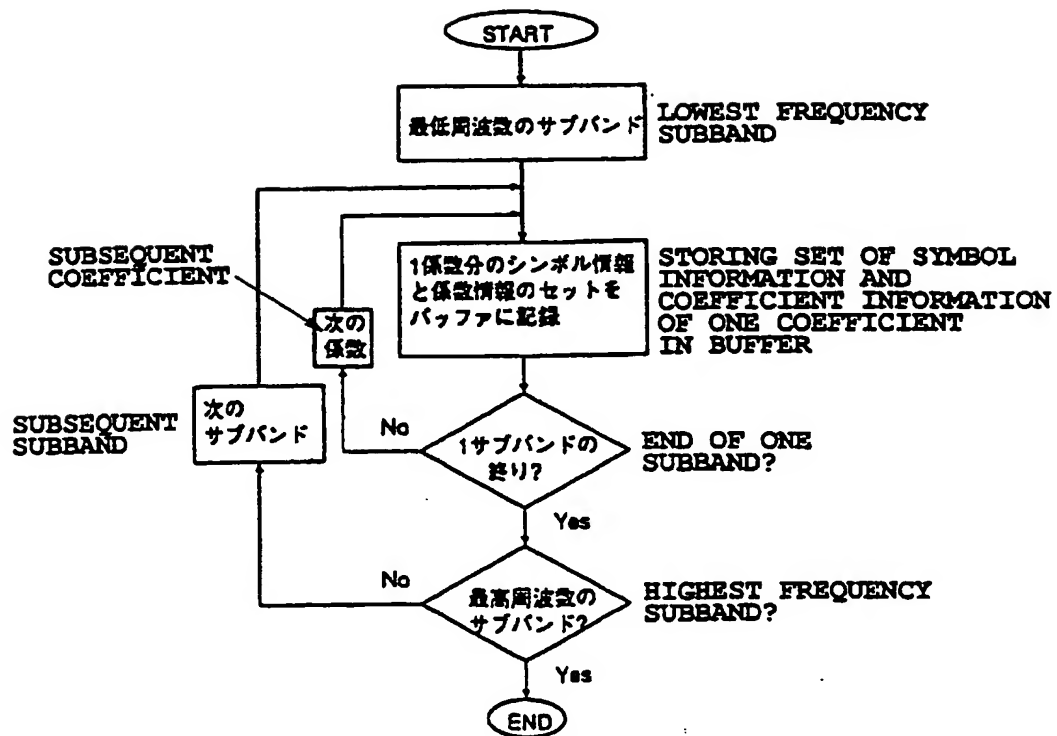 START
最低周波数のサブバンド
LOWEST FREQUENCY
SUBBAND
SUBSEQUENT
COEFFICIENT
1係数分のシンボル情報
と係数情報のセットを
バッファに記録
STORING SET OF SYMBOL
INFORMATION AND
COEFFICIENT INFORMATION
OF ONE COEFFICIENT
IN BUFFER
次の
係数
SUBSEQUENT
SUBBAND
次の
サブバンド
No
1サブバンドの
終り?
END OF ONE
SUBBAND?
Yes
No
最高周波数の
サブバンド?
HIGHEST FREQUENCY
SUBBAND?
Yes
END